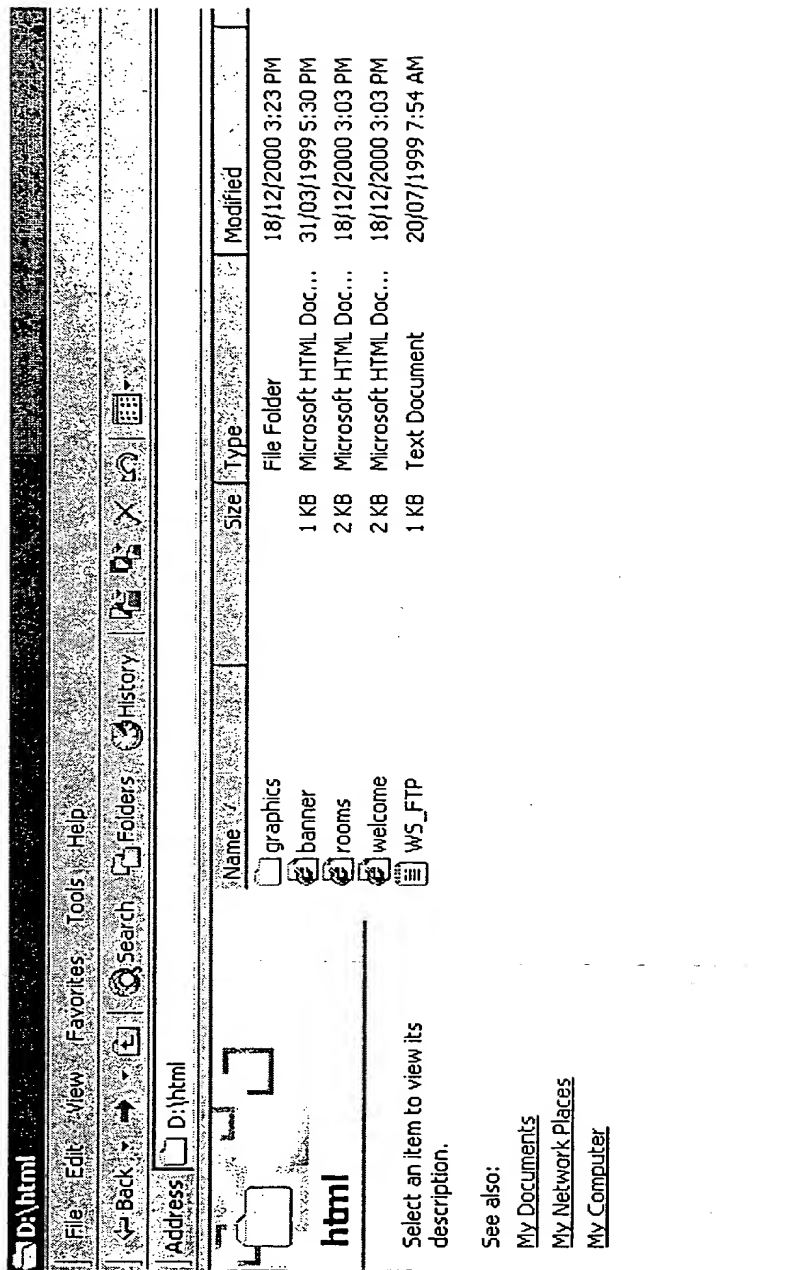 D:\html
File Edit View Favorites Tools Help
Back Search Folders History
Address D:\html
html
Select an item to view its
description.
See also:
My Documents
My Network Places
My Computer
Name Size Type Modified
graphics File Folder 18/12/2000 3:23 PM
banner 1 KB Microsoft HTML Doc... 31/03/1999 5:30 PM
rooms 2 KB Microsoft HTML Doc... 18/12/2000 3:03 PM
welcome 2 KB Microsoft HTML Doc... 18/12/2000 3:03 PM
WS_FTP 1 KB Text Document 20/07/1999 7:54 AM